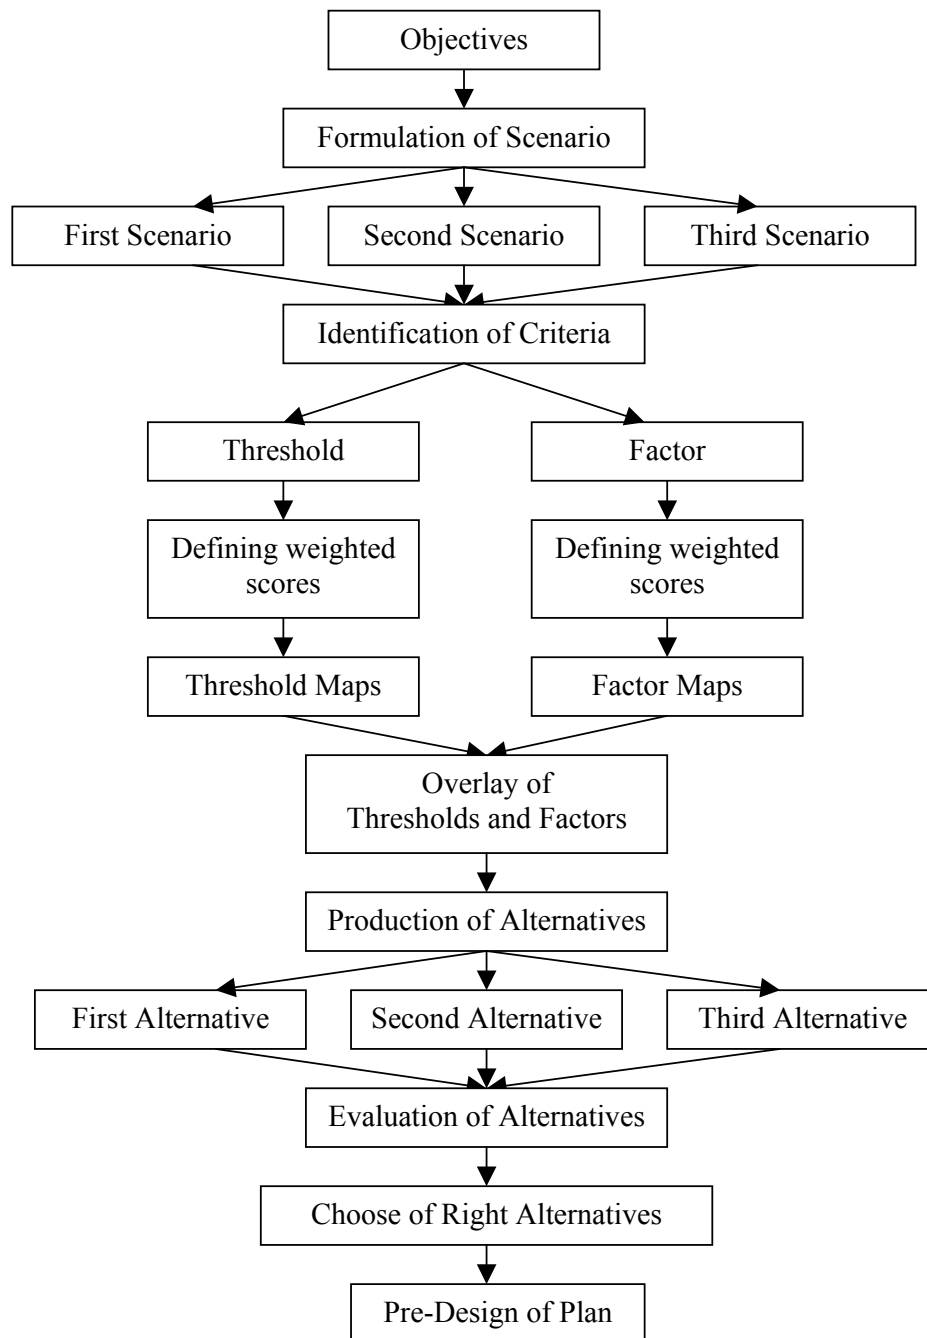 Objectives
Formulation of Scenario
First Scenario
Second Scenario
Third Scenario
Identification of Criteria
Threshold
Factor
Defining weighted
scores
Defining weighted
scores
Threshold Maps
Factor Maps
Overlay of
Thresholds and Factors
Production of Alternatives
First Alternative
Second Alternative
Third Alternative
Evaluation of Alternatives
Choose of Right Alternatives
Pre-Design of Plan